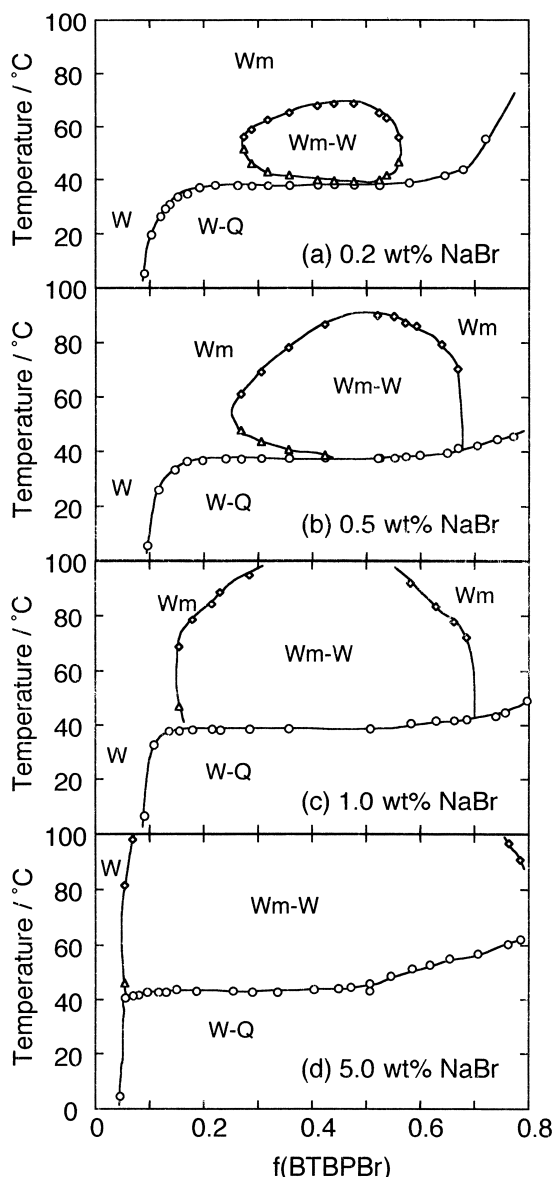 100
Wm
80
Temperature / °C
60
Wm-W
40
W
W-Q
20
(a) 0.2 wt% NaBr
100
Wm
Wm
80
Temperature / °C
60
Wm-W
40
W
W-Q
20
(b) 0.5 wt% NaBr
100
Wm
Wm
80
Temperature / °C
60
Wm-W
40
W
W-Q
20
(c) 1.0 wt% NaBr
100
W
80
Temperature / °C
Wm-W
60
40
W-Q
20
(d) 5.0 wt% NaBr
0
0 0.2 0.4 0.6 0.8
f(BTBPBr)